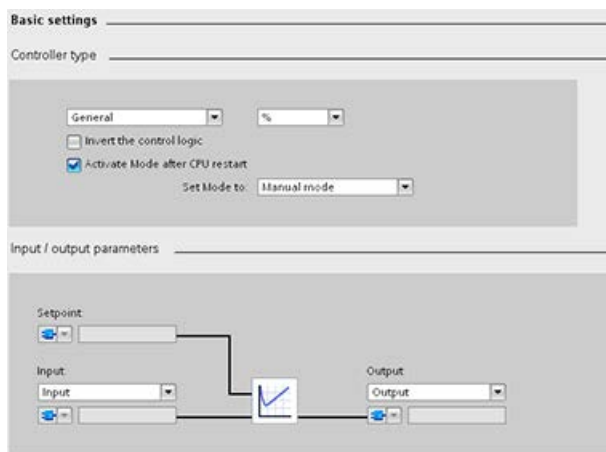 Basic settings
Controller type
General %
Invert the control logic
Activate Mode after CPU restart
Set Mode to: Manual mode
Input / output parameters
Setpoint:
Input: Output:
Input Output